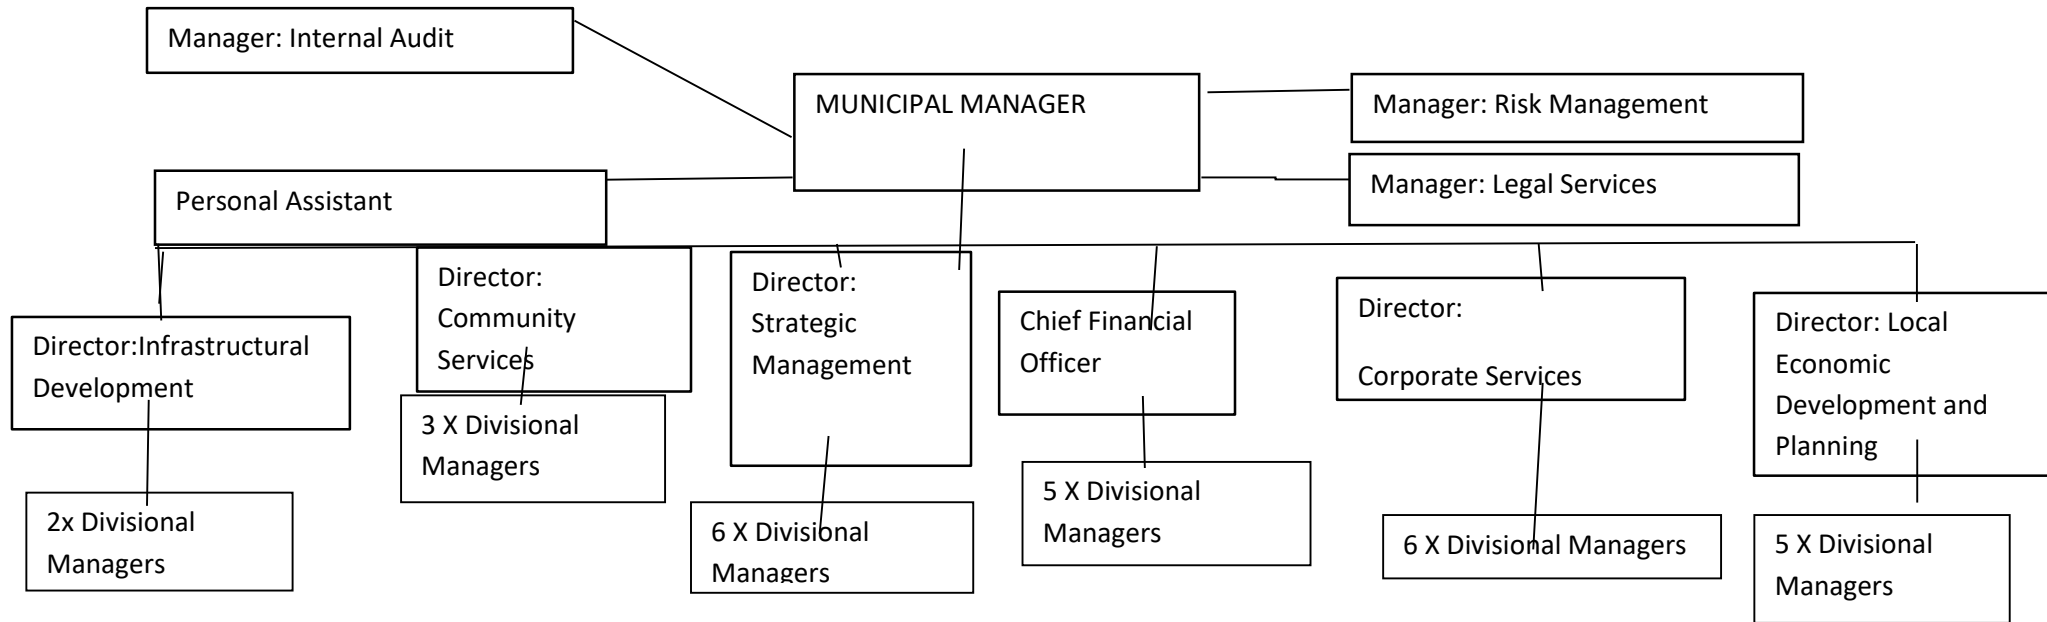 Manager: Internal Audit
MUNICIPAL MANAGER
Manager: Risk Management
Personal Assistant
Manager: Legal Services
Director:Infrastructural
Development
Director:
Community
Services
Director:
Strategic
Management
Chief Financial
Officer
Director:
Corporate Services
Director: Local
Economic
Development and
Planning
2x Divisional
Managers
3 X Divisional
Managers
6 X Divisional
Managers
5 X Divisional
Managers
6 X Divisional Managers
5 X Divisional
Managers